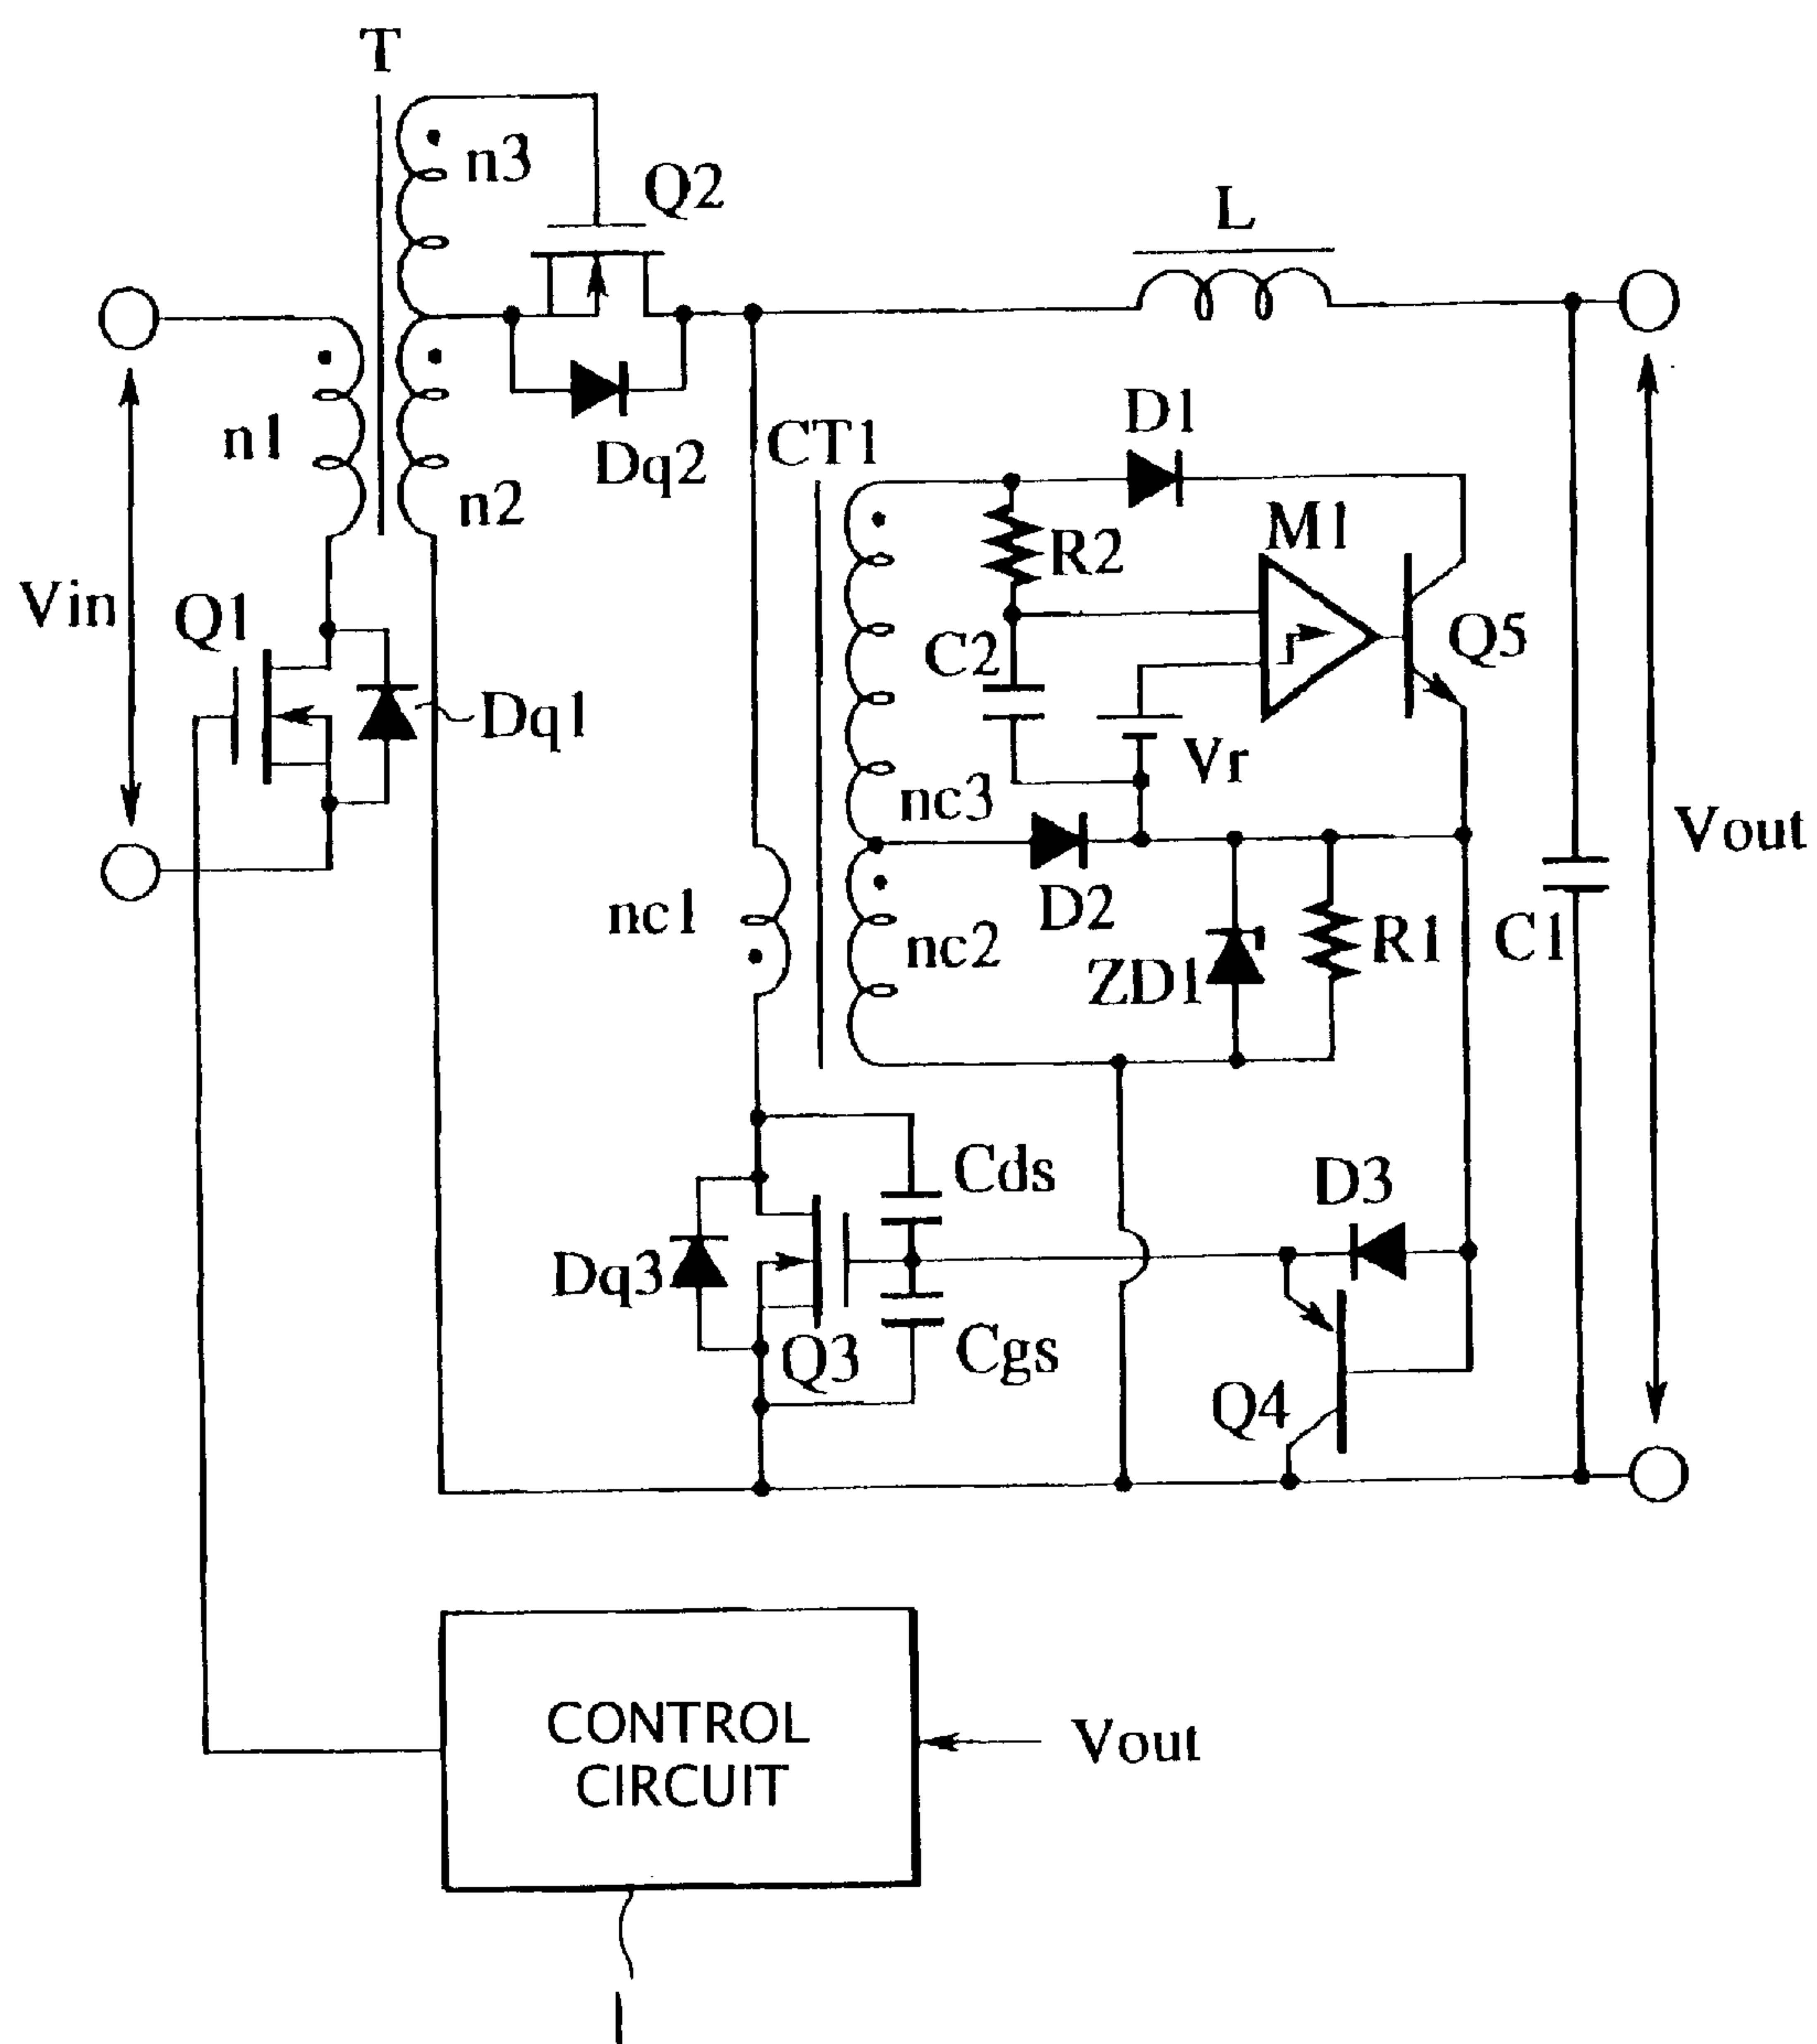 T
n3
Q2
L
n1
Dq2
CT1
D1
n2
M1
R2
Vin
Q1
C2
Q5
Dq1
Vr
nc3
Vout
nc1
D2
nc2
ZD1
R1
C1
Cds
D3
Dq3
Q3
Cgs
Q4
CONTROL
CIRCUIT
Vout
1